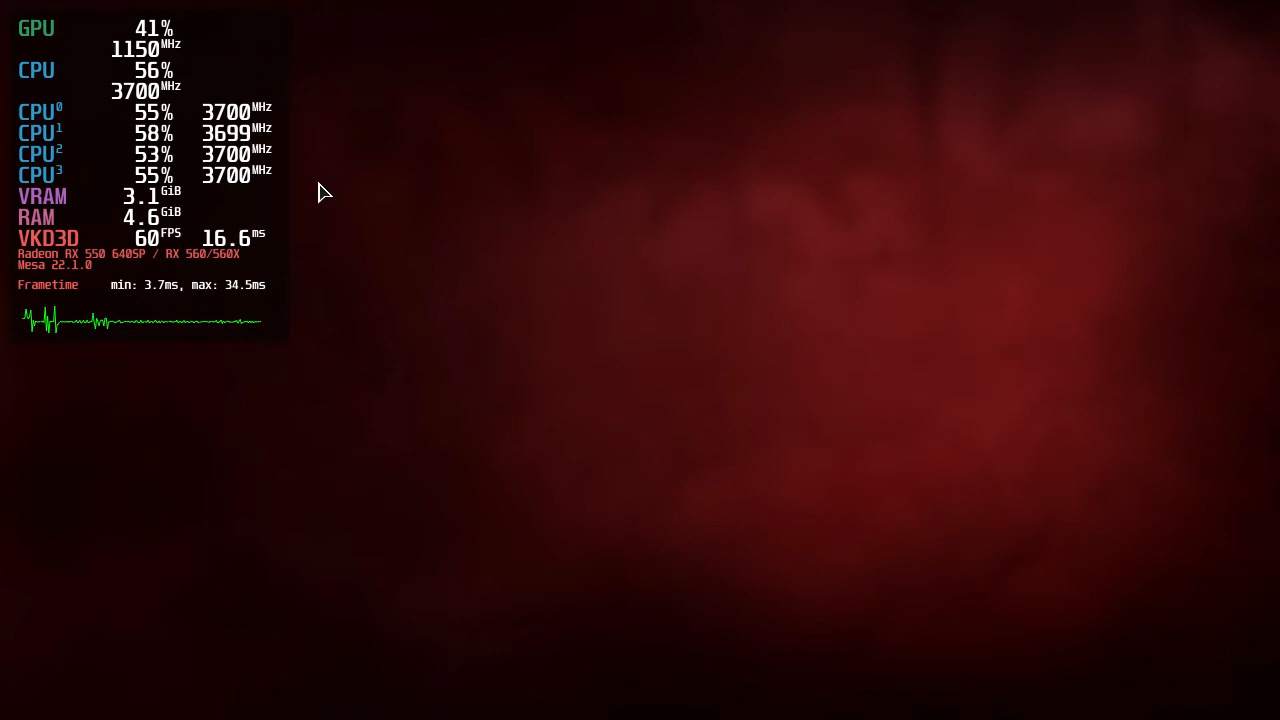 GPU 41%
1150MHz
CPU 56%
3700MHz
CPU0 55% 3700MHz
CPU1 58% 3699MHz
CPU2 53% 3700MHz
CPU3 55% 3700MHz
VRAM 3.1GiB
RAM 4.6GiB
VKD3D 60FPS 16.6ms
Radeon RX 550 640SP / RX 560/560X
Mesa 22.1.0
Frametime min: 3.7ms, max: 34.5ms